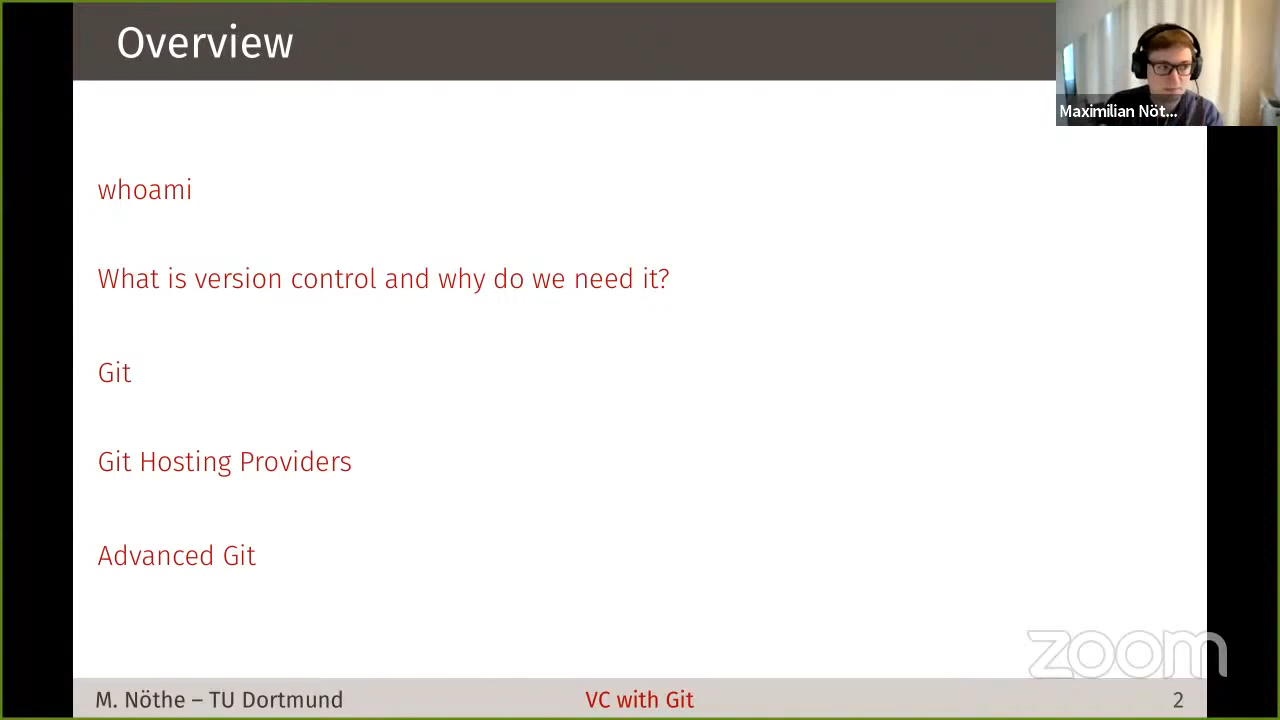 Overview
Maximilian Nöt...
whoami
What is version control and why do we need it?
Git
Git Hosting Providers
Advanced Git
zoom
M. Nöthe – TU Dortmund
VC with Git
2